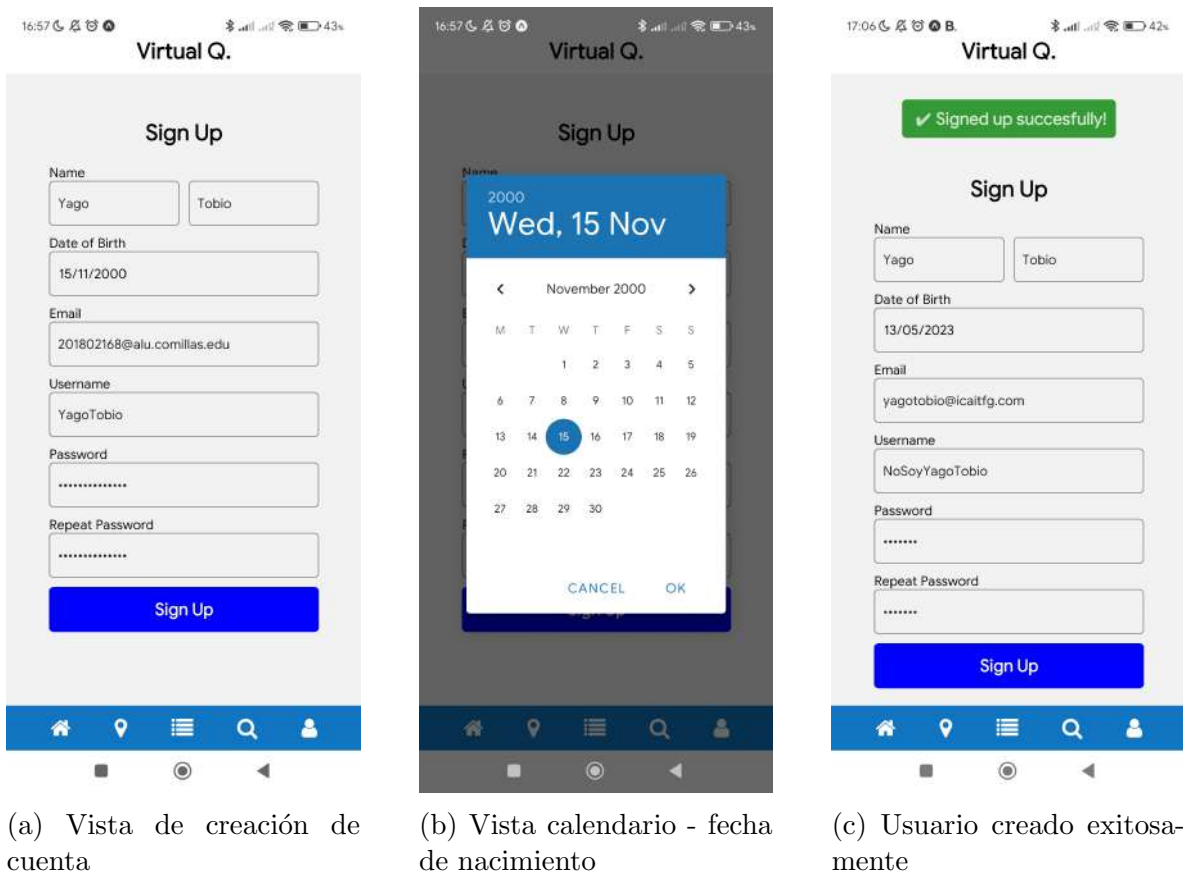 16:57 43%
Virtual Q.
Sign Up
Name
Yago Tobio
Date of Birth
15/11/2000
Email
201802168@alu.comillas.edu
Username
YagoTobio
Password
••••••••••••••
Repeat Password
••••••••••••••
Sign Up
(a) Vista de creación de
cuenta
16:57 43%
Virtual Q.
Sign Up
Name
2000
Wed, 15 Nov
November 2000
M T W T F S S
1 2 3 4 5
6 7 8 9 10 11 12
13 14 15 16 17 18 19
20 21 22 23 24 25 26
27 28 29 30
CANCEL OK
Sign Up
(b) Vista calendario - fecha
de nacimiento
17:06 B. 42%
Virtual Q.
✔ Signed up succesfully!
Sign Up
Name
Yago Tobio
Date of Birth
13/05/2023
Email
yagotobio@icaitfg.com
Username
NoSoyYagoTobio
Password
•••••••
Repeat Password
•••••••
Sign Up
(c) Usuario creado exitosa-
mente